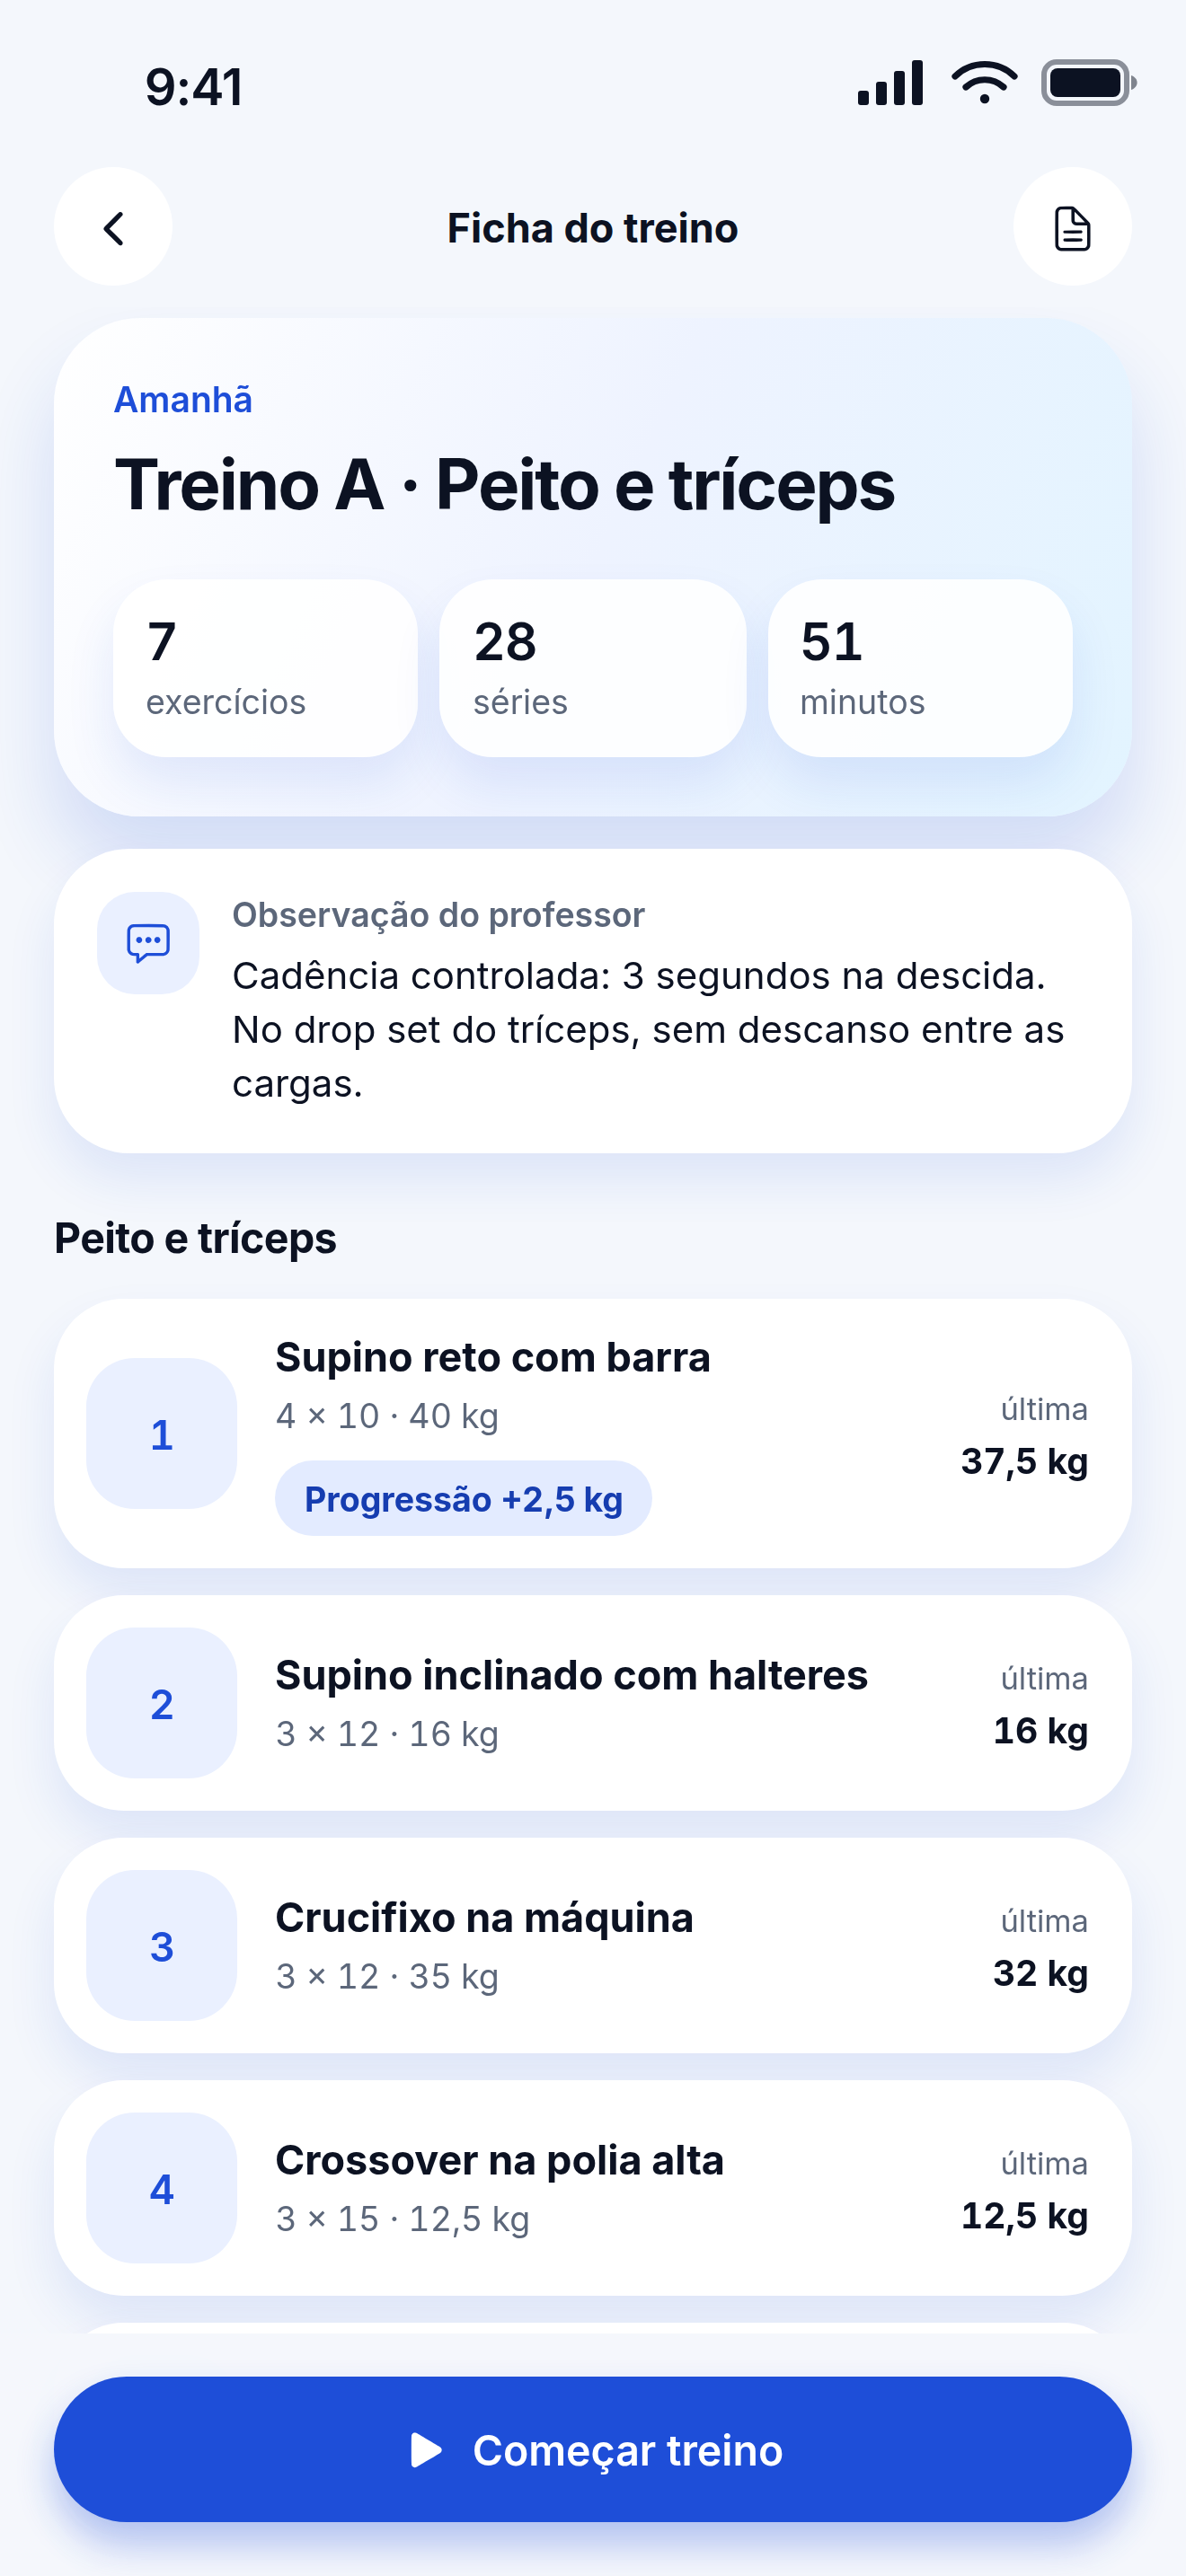 9:41
Ficha do treino
Amanhã
Treino A · Peito e tríceps
7
exercícios
28
séries
51
minutos
Observação do professor
Cadência controlada: 3 segundos na descida.
No drop set do tríceps, sem descanso entre as
cargas.
Peito e tríceps
1
Supino reto com barra
4 × 10 · 40 kg
Progressão +2,5 kg
última
37,5 kg
2
Supino inclinado com halteres
3 × 12 · 16 kg
última
16 kg
3
Crucifixo na máquina
3 × 12 · 35 kg
última
32 kg
4
Crossover na polia alta
3 × 15 · 12,5 kg
última
12,5 kg
Começar treino